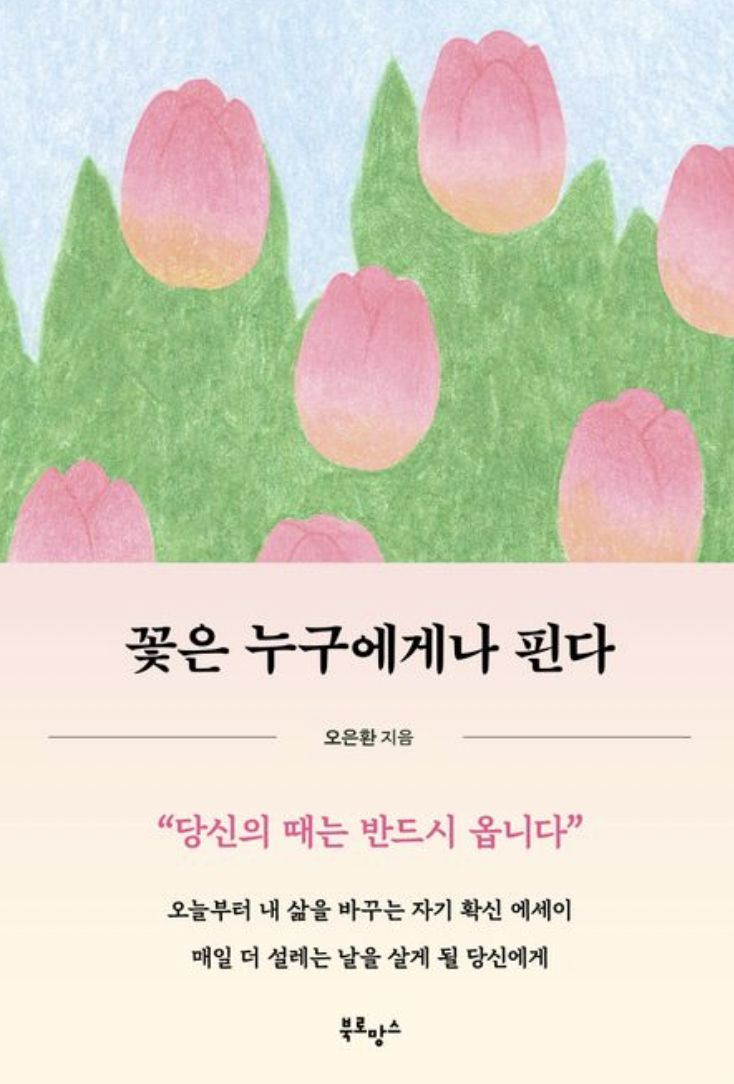 꽃은 누구에게나 핀다
오은환 지음
“당신의 때는 반드시 옵니다”
오늘부터 내 삶을 바꾸는 자기 확신 에세이
매일 더 설레는 날을 살게 될 당신에게
북로망스